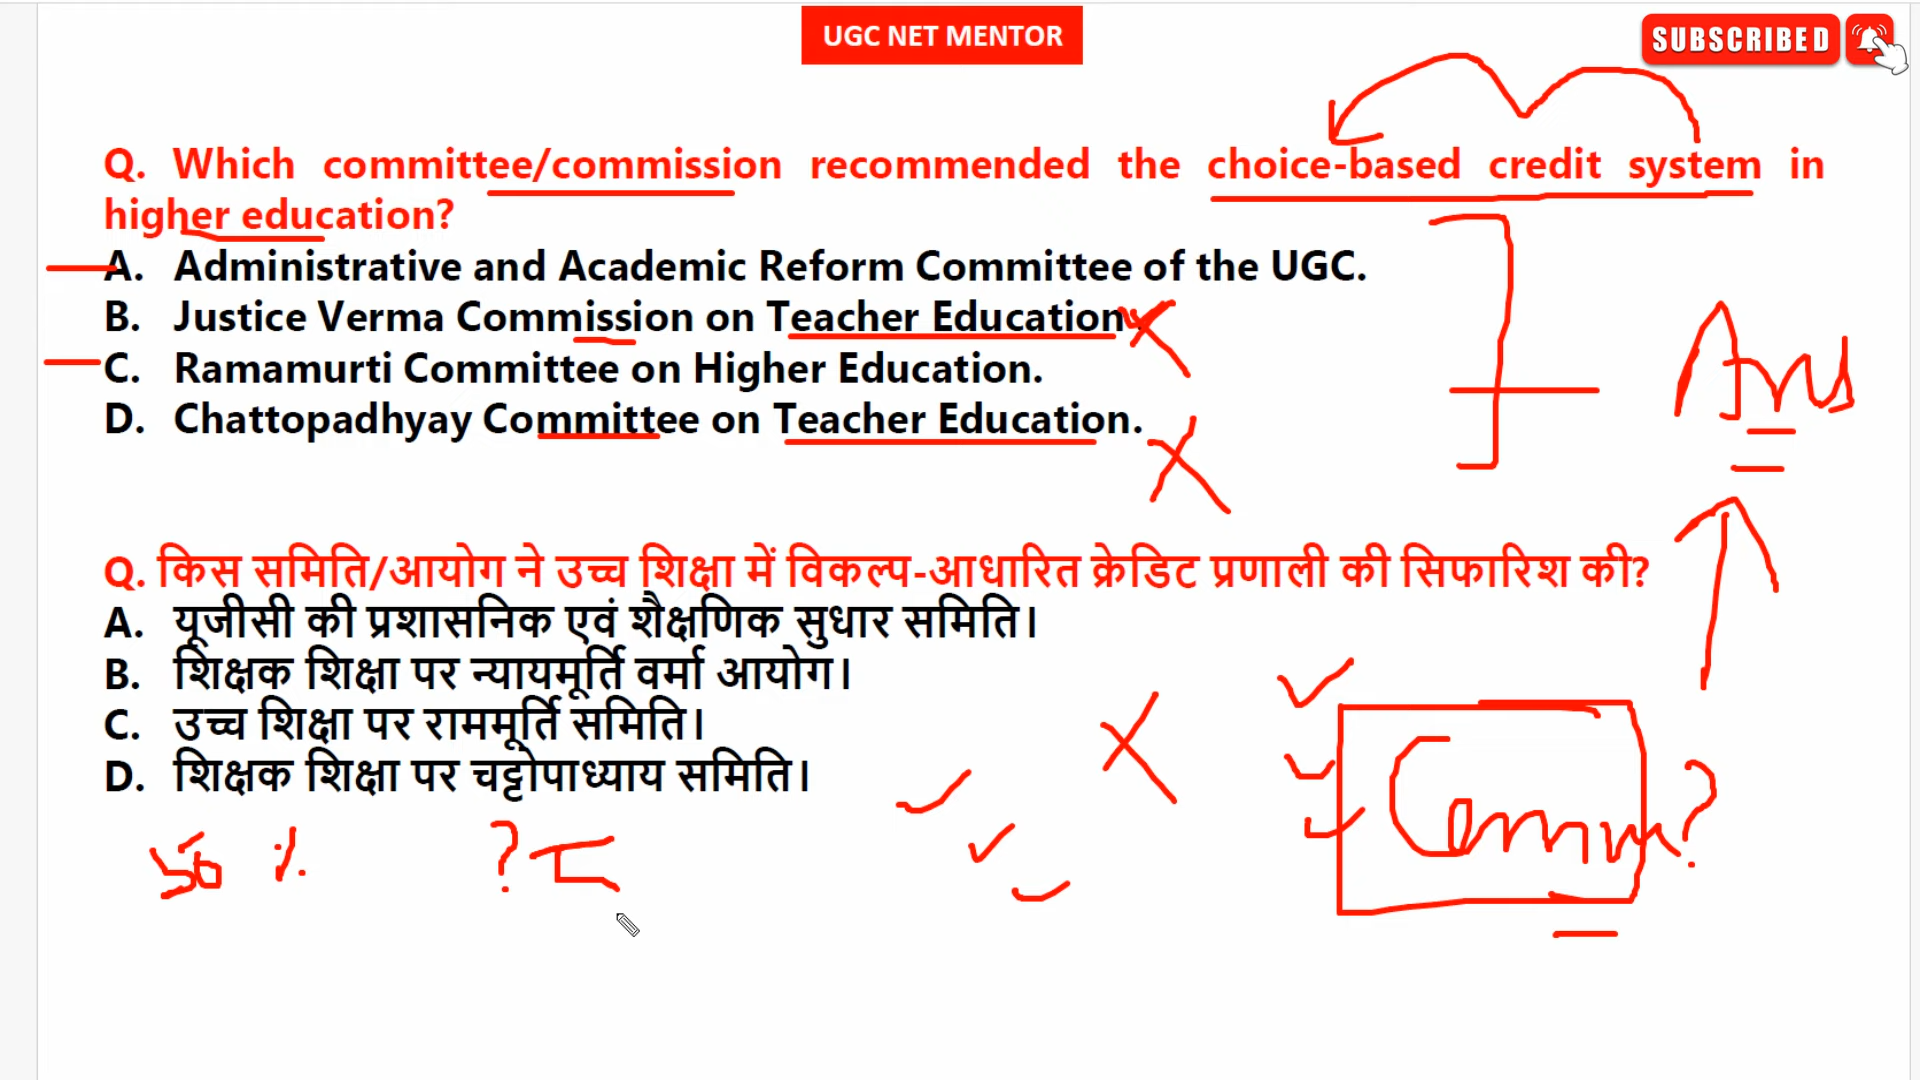 UGC NET MENTOR
SUBSCRIBED
Q. Which committee/commission recommended the choice-based credit system in
higher education?
A. Administrative and Academic Reform Committee of the UGC.
B. Justice Verma Commission on Teacher Education.
C. Ramamurti Committee on Higher Education.
D. Chattopadhyay Committee on Teacher Education.
Ans
Q. किस समिति/आयोग ने उच्च शिक्षा में विकल्प-आधारित क्रेडिट प्रणाली की सिफारिश की?
A. यूजीसी की प्रशासनिक एवं शैक्षणिक सुधार समिति।
B. शिक्षक शिक्षा पर न्यायमूर्ति वर्मा आयोग।
C. उच्च शिक्षा पर राममूर्ति समिति।
D. शिक्षक शिक्षा पर चट्टोपाध्याय समिति।
50 % ?